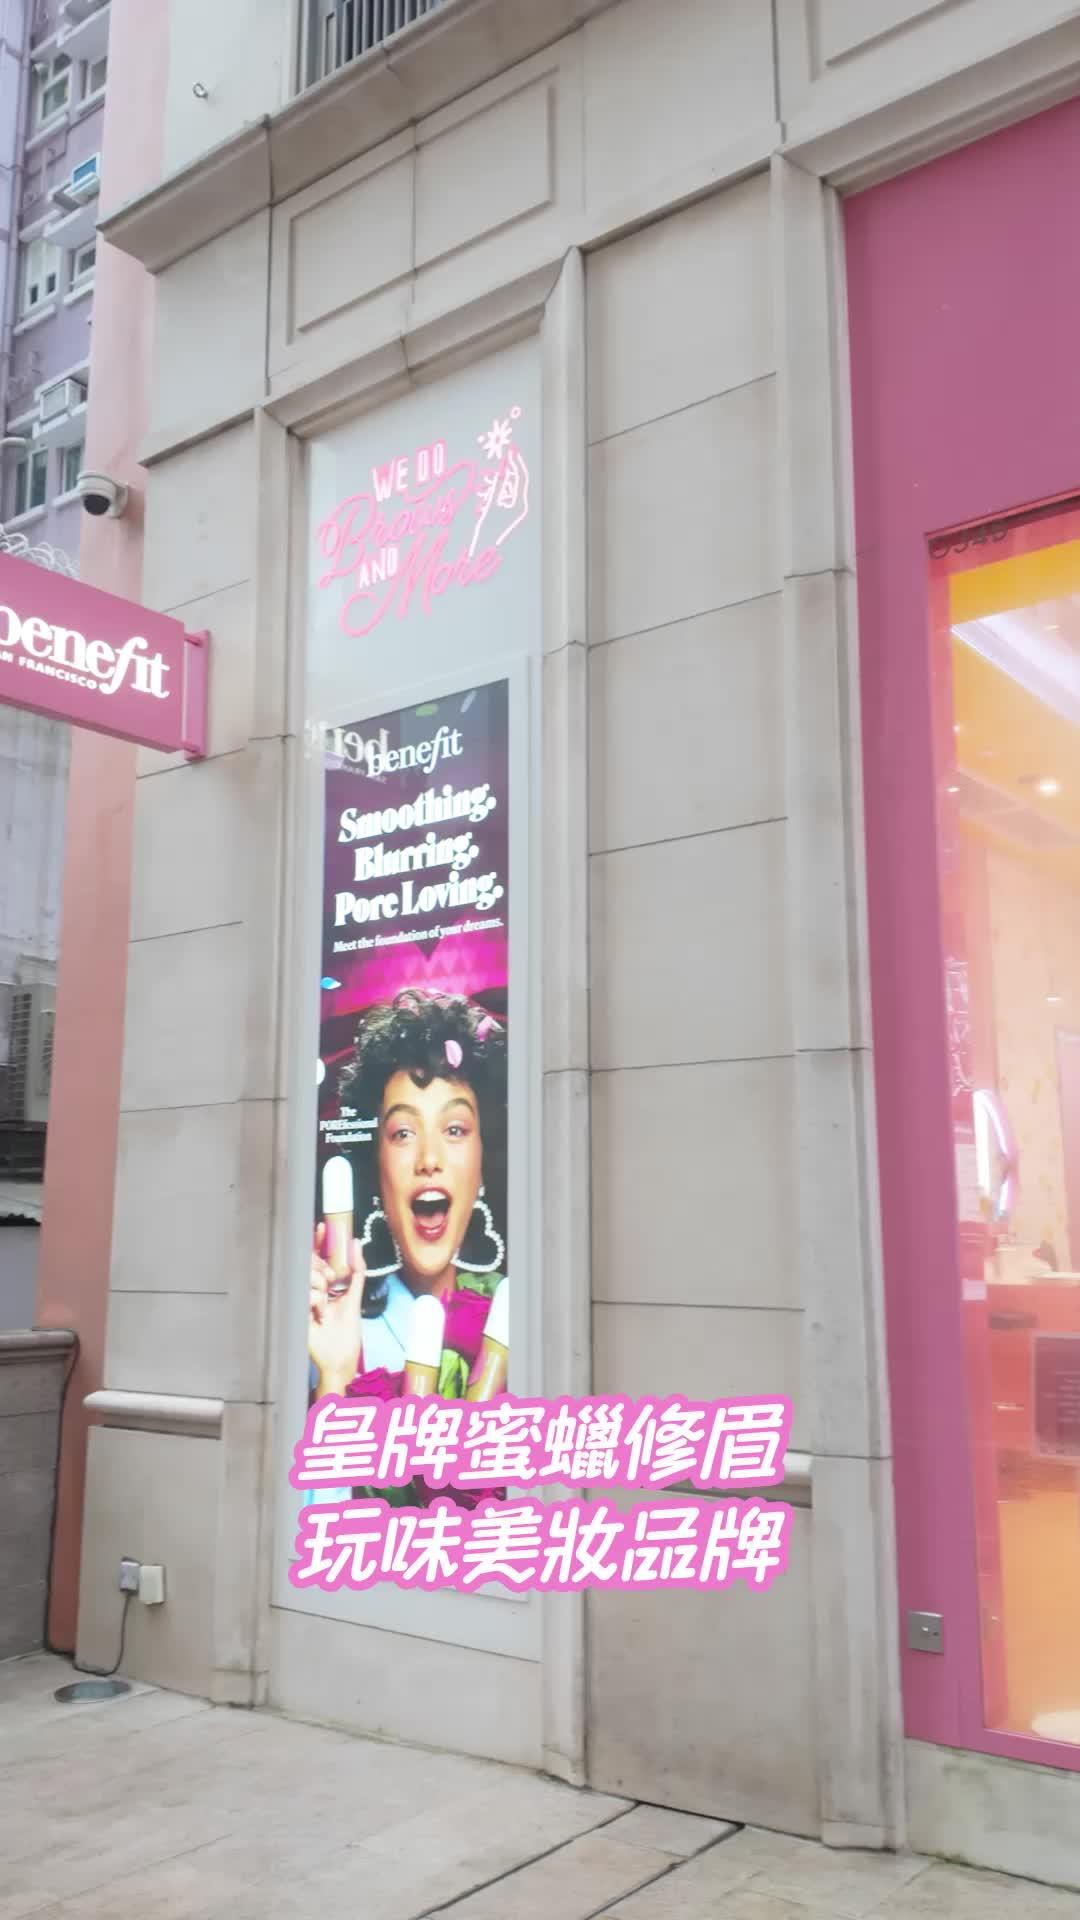 WE DO
Brows
AND More
benefit
SAN FRANCISCO
benefit
Smoothing.
Blurring.
Pore Loving.
Meet the foundation of your dreams.
The
POREfessional
Foundation
皇牌蜜蠟修眉
玩味美妝品牌